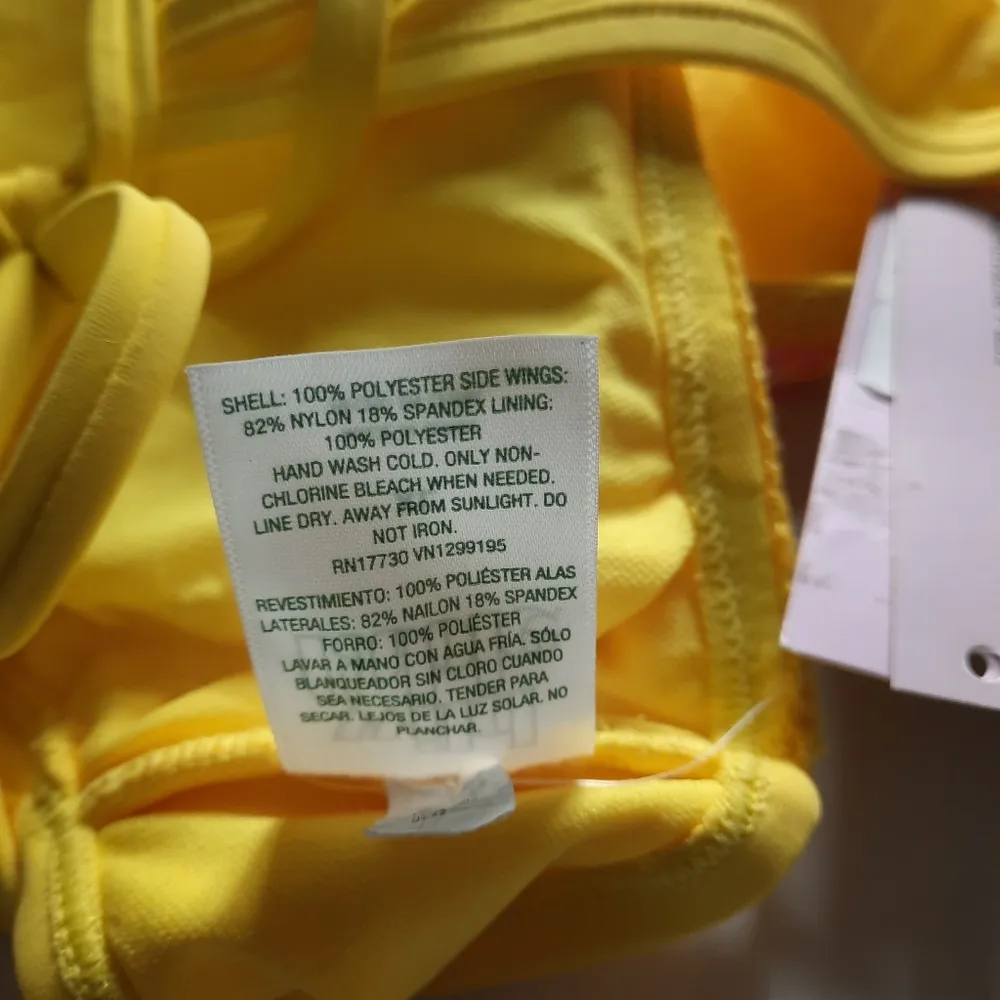 SHELL: 100% POLYESTER SIDE WINGS:
82% NYLON 18% SPANDEX LINING:
100% POLYESTER
HAND WASH COLD. ONLY NON-
CHLORINE BLEACH WHEN NEEDED.
LINE DRY. AWAY FROM SUNLIGHT. DO
NOT IRON.
RN17730 VN1299195
REVESTIMIENTO: 100% POLIÉSTER ALAS
LATERALES: 82% NAILON 18% SPANDEX
FORRO: 100% POLIÉSTER
LAVAR A MANO CON AGUA FRÍA. SÓLO
BLANQUEADOR SIN CLORO CUANDO
SEA NECESARIO. TENDER PARA
SECAR. LEJOS DE LA LUZ SOLAR. NO
PLANCHAR.